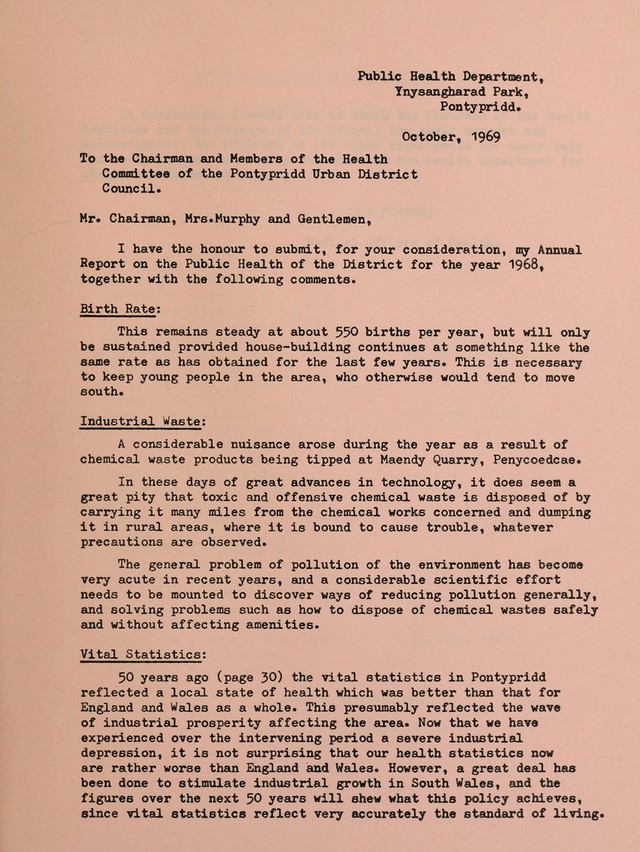 Public Health Department,
Ynysangharad Park,
Pontypridd.
October, 1969
To the Chairman and Members of the Health
Committee of the Pontypridd Urban District
Council.
Mr. Chairman, Mrs.Murphy and Gentlemen,
I have the honour to submit, for your consideration, my Annual
Report on the Public Health of the District for the year 1968,
together with the following comments.
Birth Rate:
This remains steady at about 550 births per year, but will only
be sustained provided house-building continues at something like the
same rate as has obtained for the last few years. This is necessary
to keep young people in the area, who otherwise would tend to move
south.
Industrial Waste:
A considerable nuisance arose during the year as a result of
chemical waste products being tipped at Maendy Quarry, Penycoedcae.
In these days of great advances in technology, it does seem a
great pity that toxic and offensive chemical waste is disposed of by
carrying it many miles from the chemical works concerned and dumping
it in rural areas, where it is bound to cause trouble, whatever
precautions are observed.
The general problem of pollution of the environment has become
very acute in recent years, and a considerable scientific effort
needs to be mounted to discover ways of reducing pollution generally,
and solving problems such as how to dispose of chemical wastes safely
and without affecting amenities.
Vital Statistics:
50 years ago (page 30) the vital statistics in Pontypridd
reflected a local state of health which was better than that for
England and Wales as a whole. This presumably reflected the wave
of industrial prosperity affecting the area. Now that we have
experienced over the intervening period a severe industrial
depression, it is not surprising that our health statistics now
are rather worse than England and Wales. However, a great deal has
been done to stimulate industrial growth in South Wales, and the
figures over the next 50 years will shew what this policy achieves,
since vital statistics reflect very accurately the standard of living.